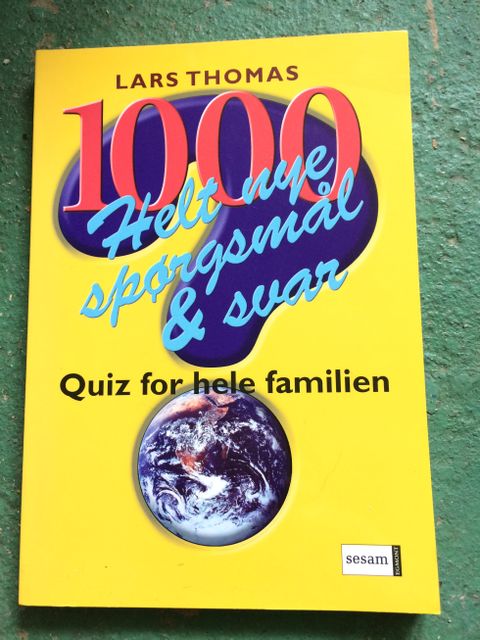 LARS THOMAS
1000
Helt nye
spørgsmål
& svar
Quiz for hele familien
sesam
EGMONT